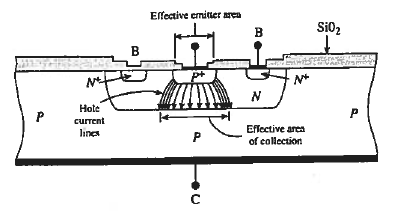 Effective emitter area
B
B
SiO2
N+
P+
N+
N
Hole
current
lines
P
P
P
Effective area
of collection
C